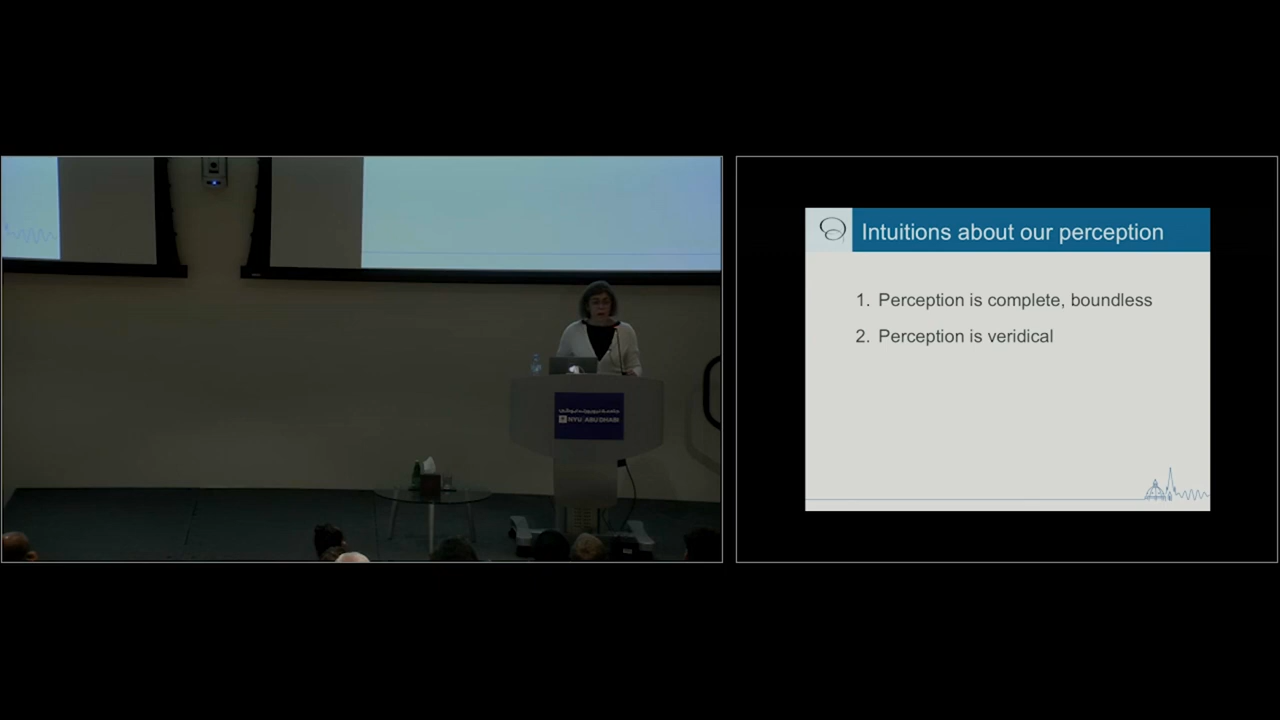 NYU ABU DHABI
Intuitions about our perception
1. Perception is complete, boundless
2. Perception is veridical